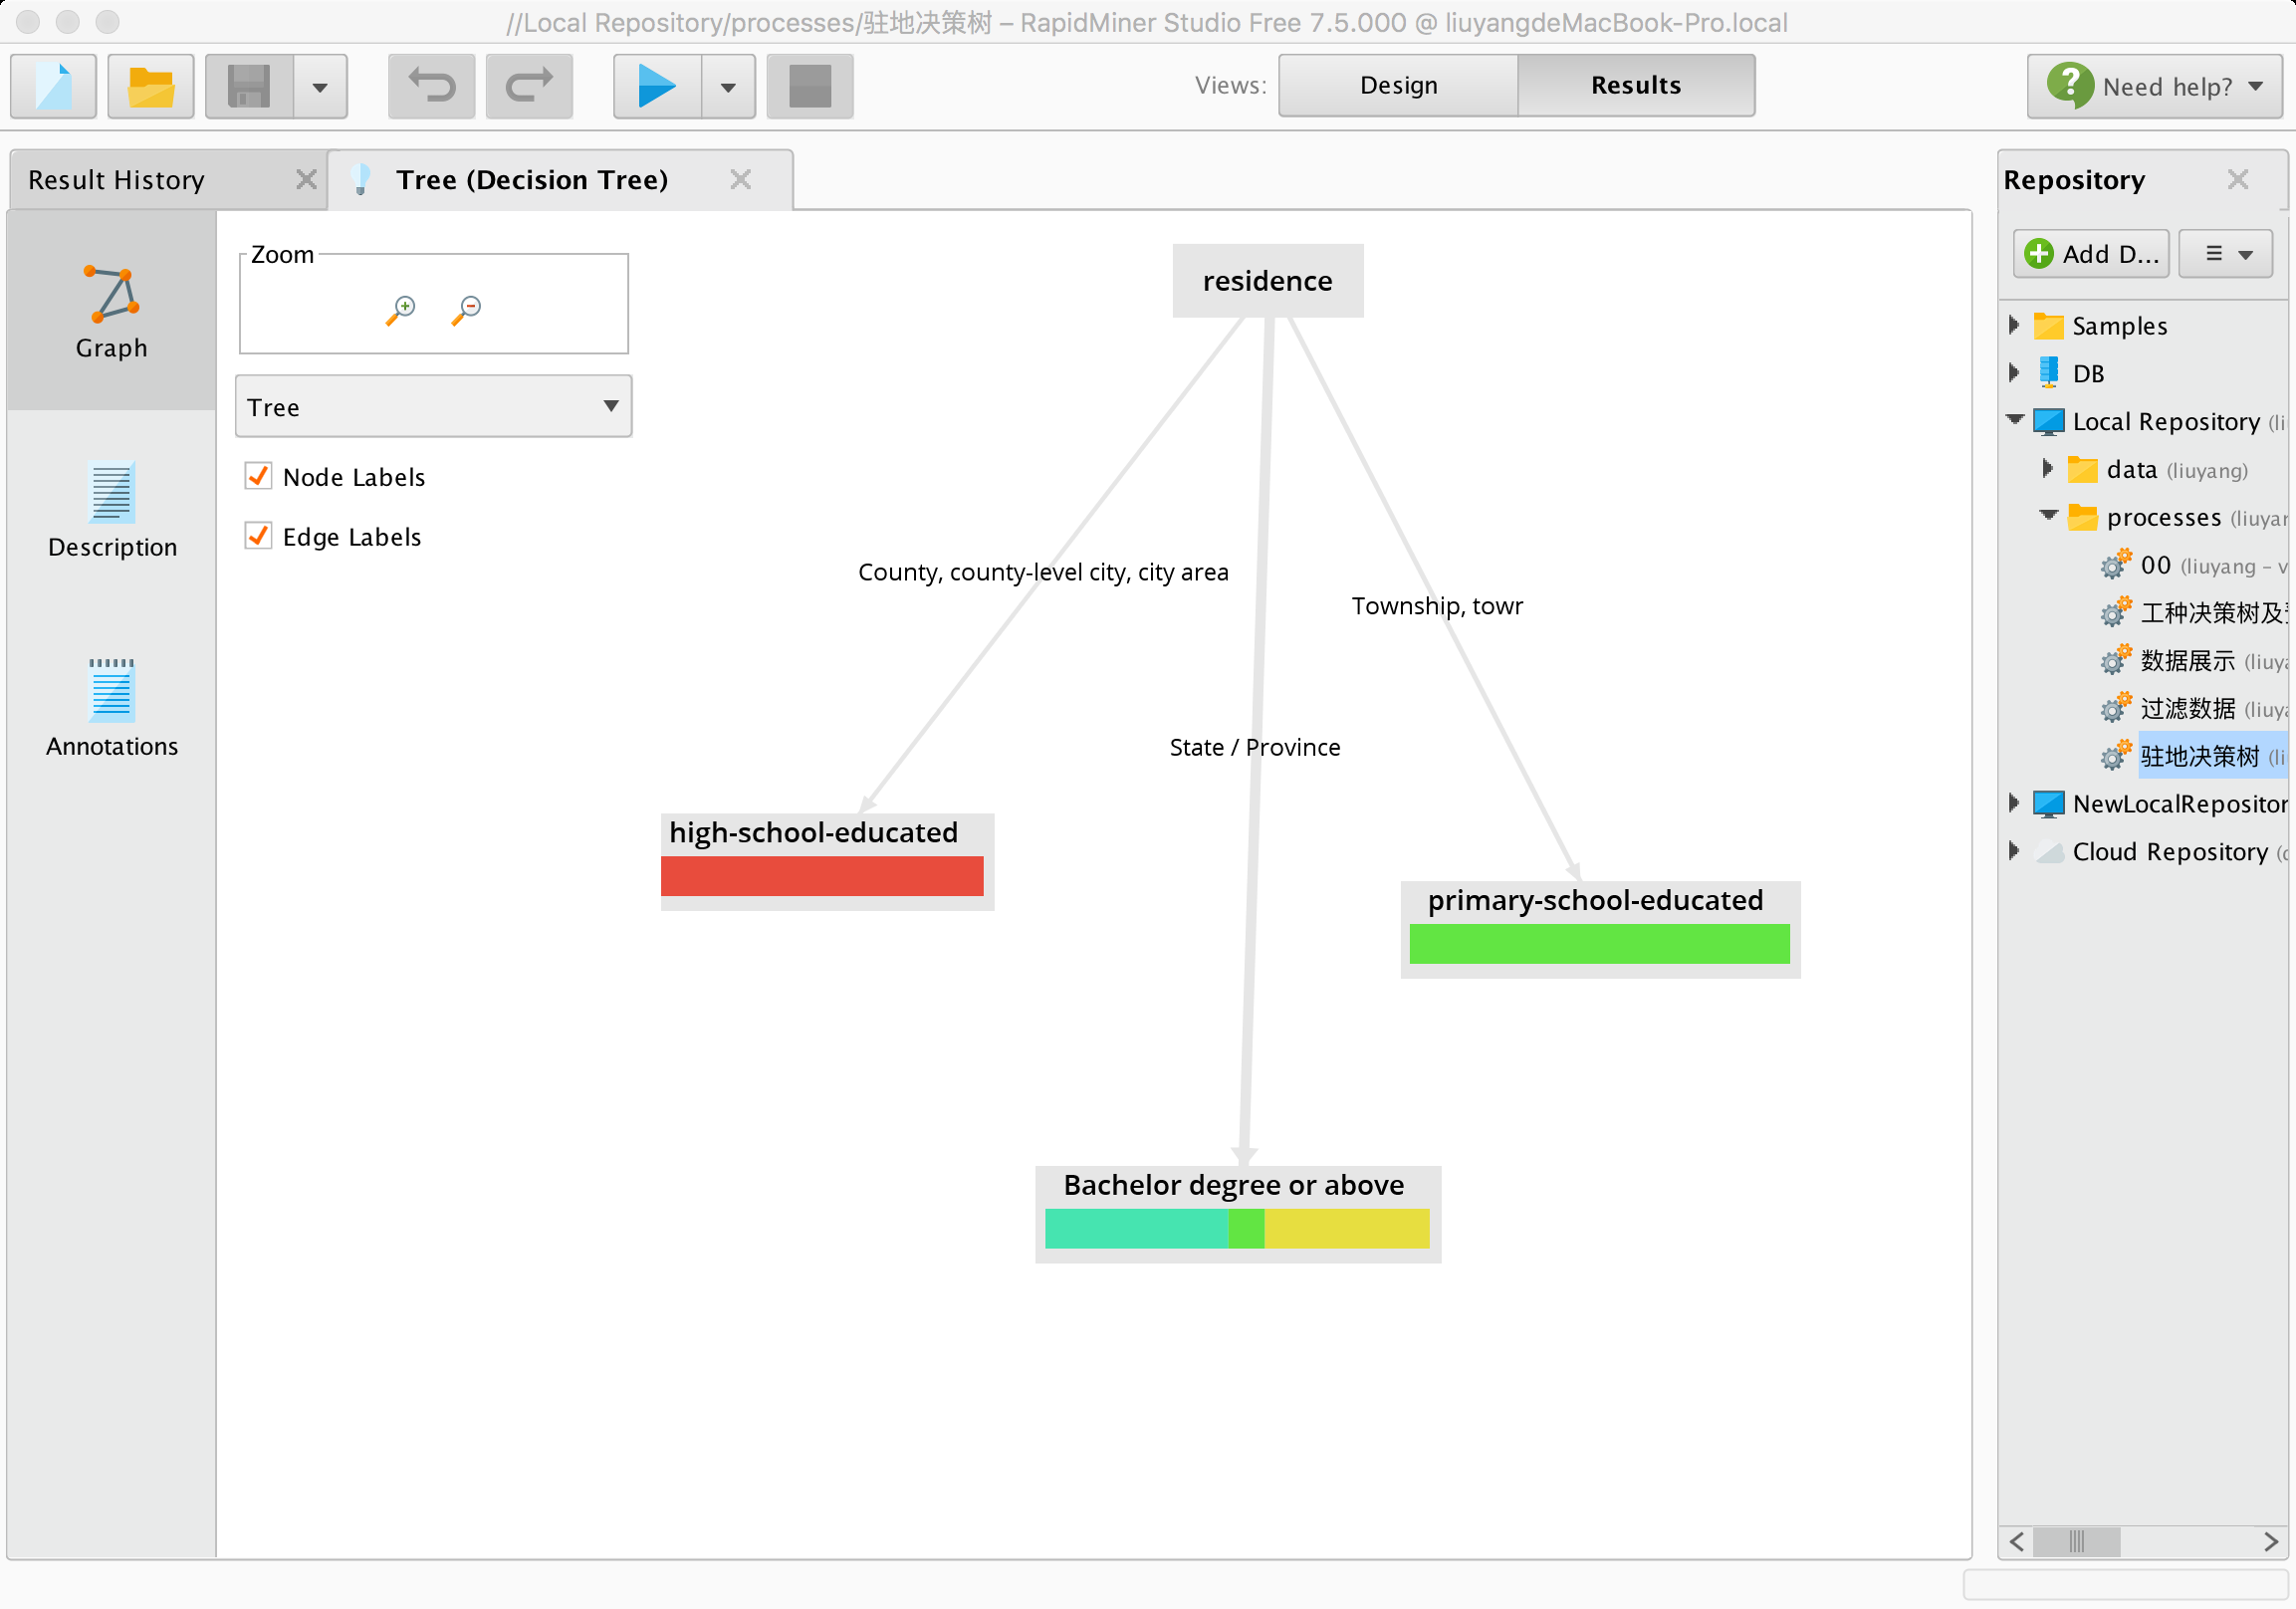 //Local Repository/processes/驻地决策树 – RapidMiner Studio Free 7.5.000 @ liuyangdeMacBook-Pro.local
Views: Design Results
Need help?
Result History
Tree (Decision Tree)
Repository
Graph
Description
Annotations
Zoom
Tree
Node Labels
Edge Labels
residence
County, county-level city, city area
Township, towr
State / Province
high-school-educated
primary-school-educated
Bachelor degree or above
Add D...
Samples
DB
Local Repository (li
data (liuyang)
processes (liuyar
00 (liuyang – v
工种决策树及
数据展示 (liuya
过滤数据 (liuya
驻地决策树 (li
NewLocalRepositor
Cloud Repository (c